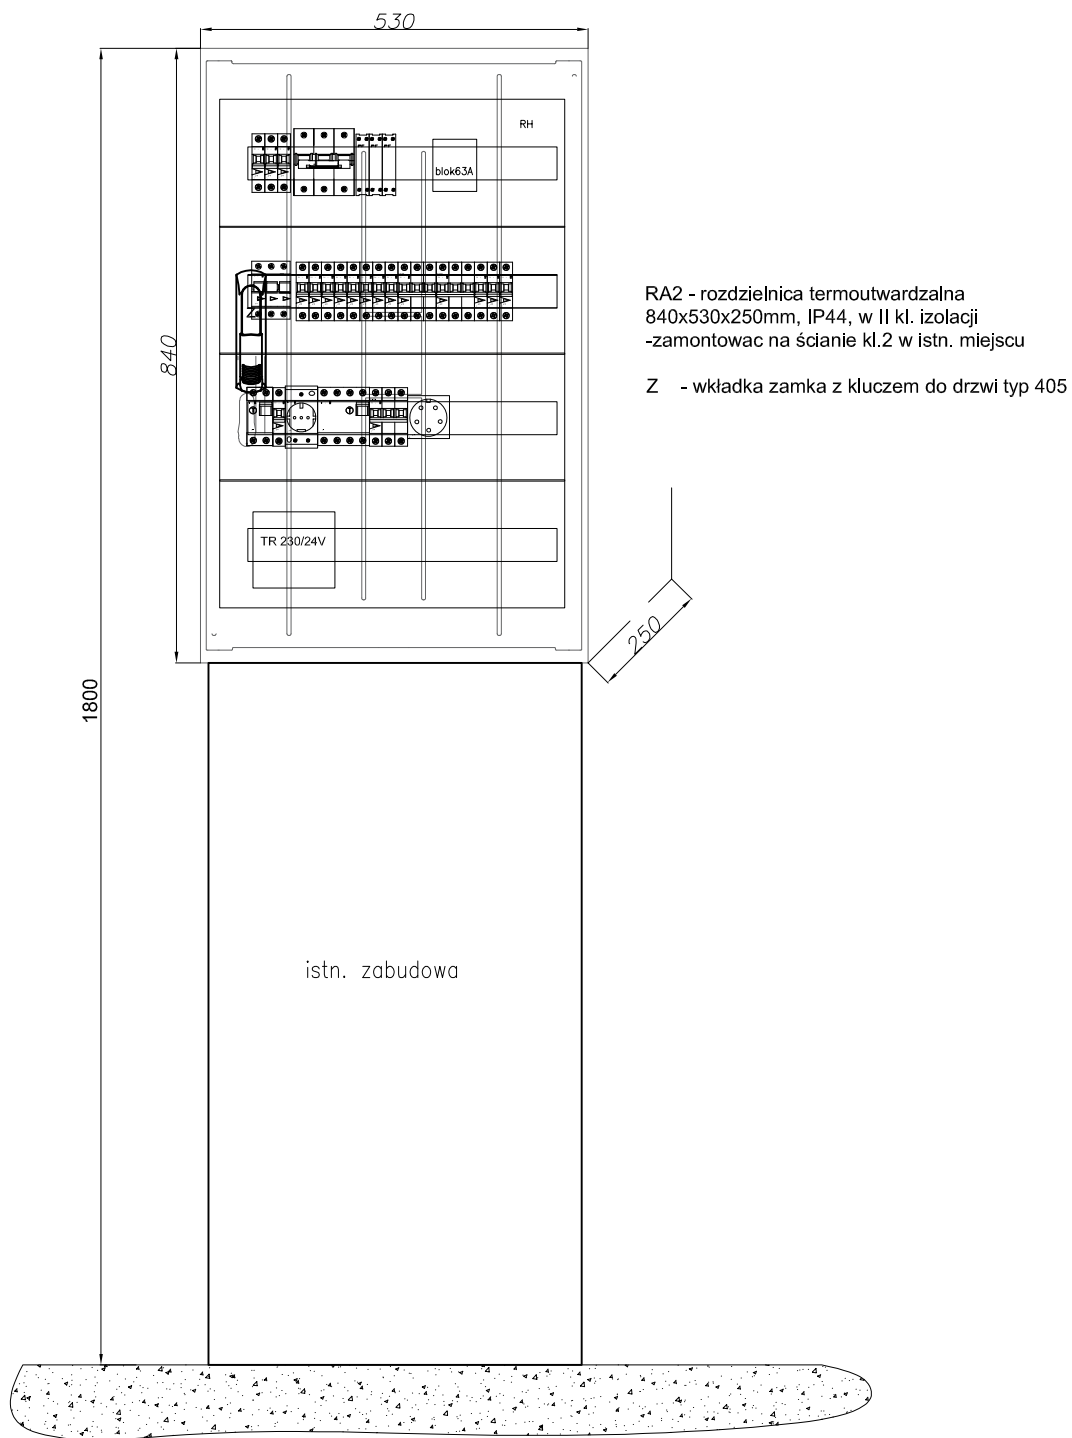 530
RH
blok63A
840
RA2 - rozdzielnica termoutwardzalna
840x530x250mm, IP44, w II kl. izolacji
-zamontowac na ścianie kl.2 w istn. miejscu
Z - wkładka zamka z kluczem do drzwi typ 405
TR 230/24V
250
1800
istn. zabudowa